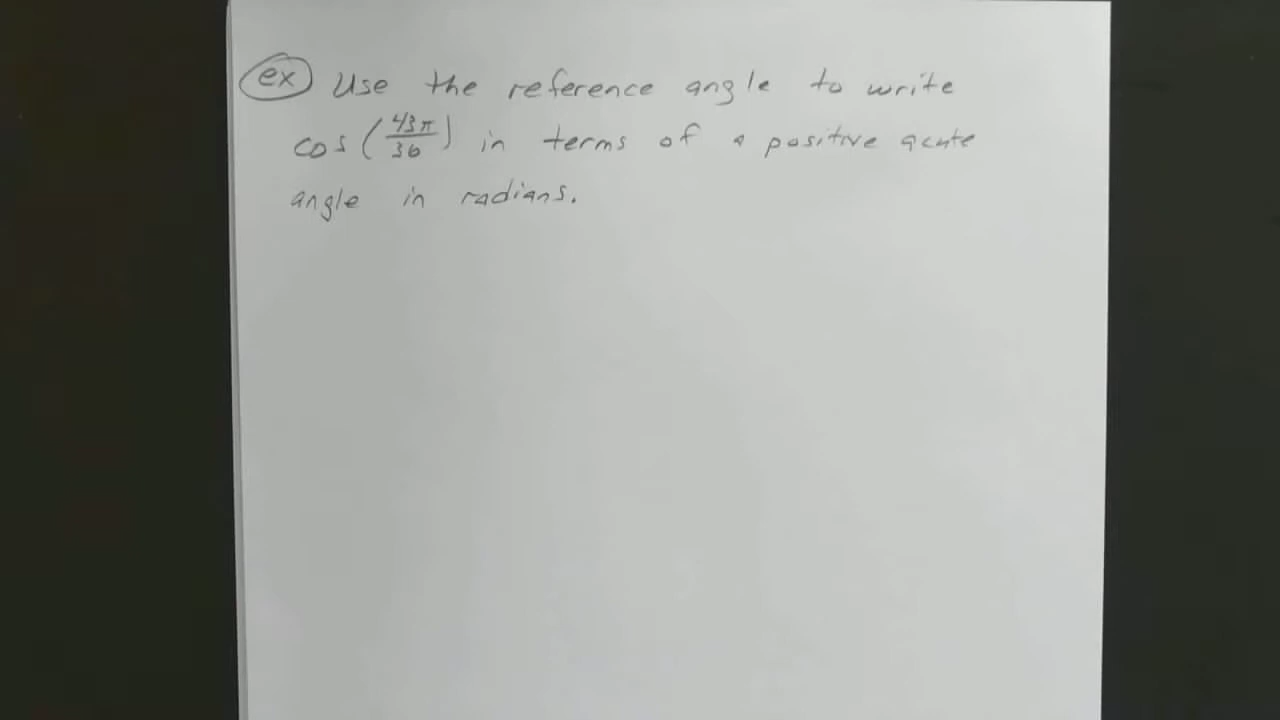 ex Use the reference angle to write
cos(43π/36) in terms of a positive acute
angle in radians.